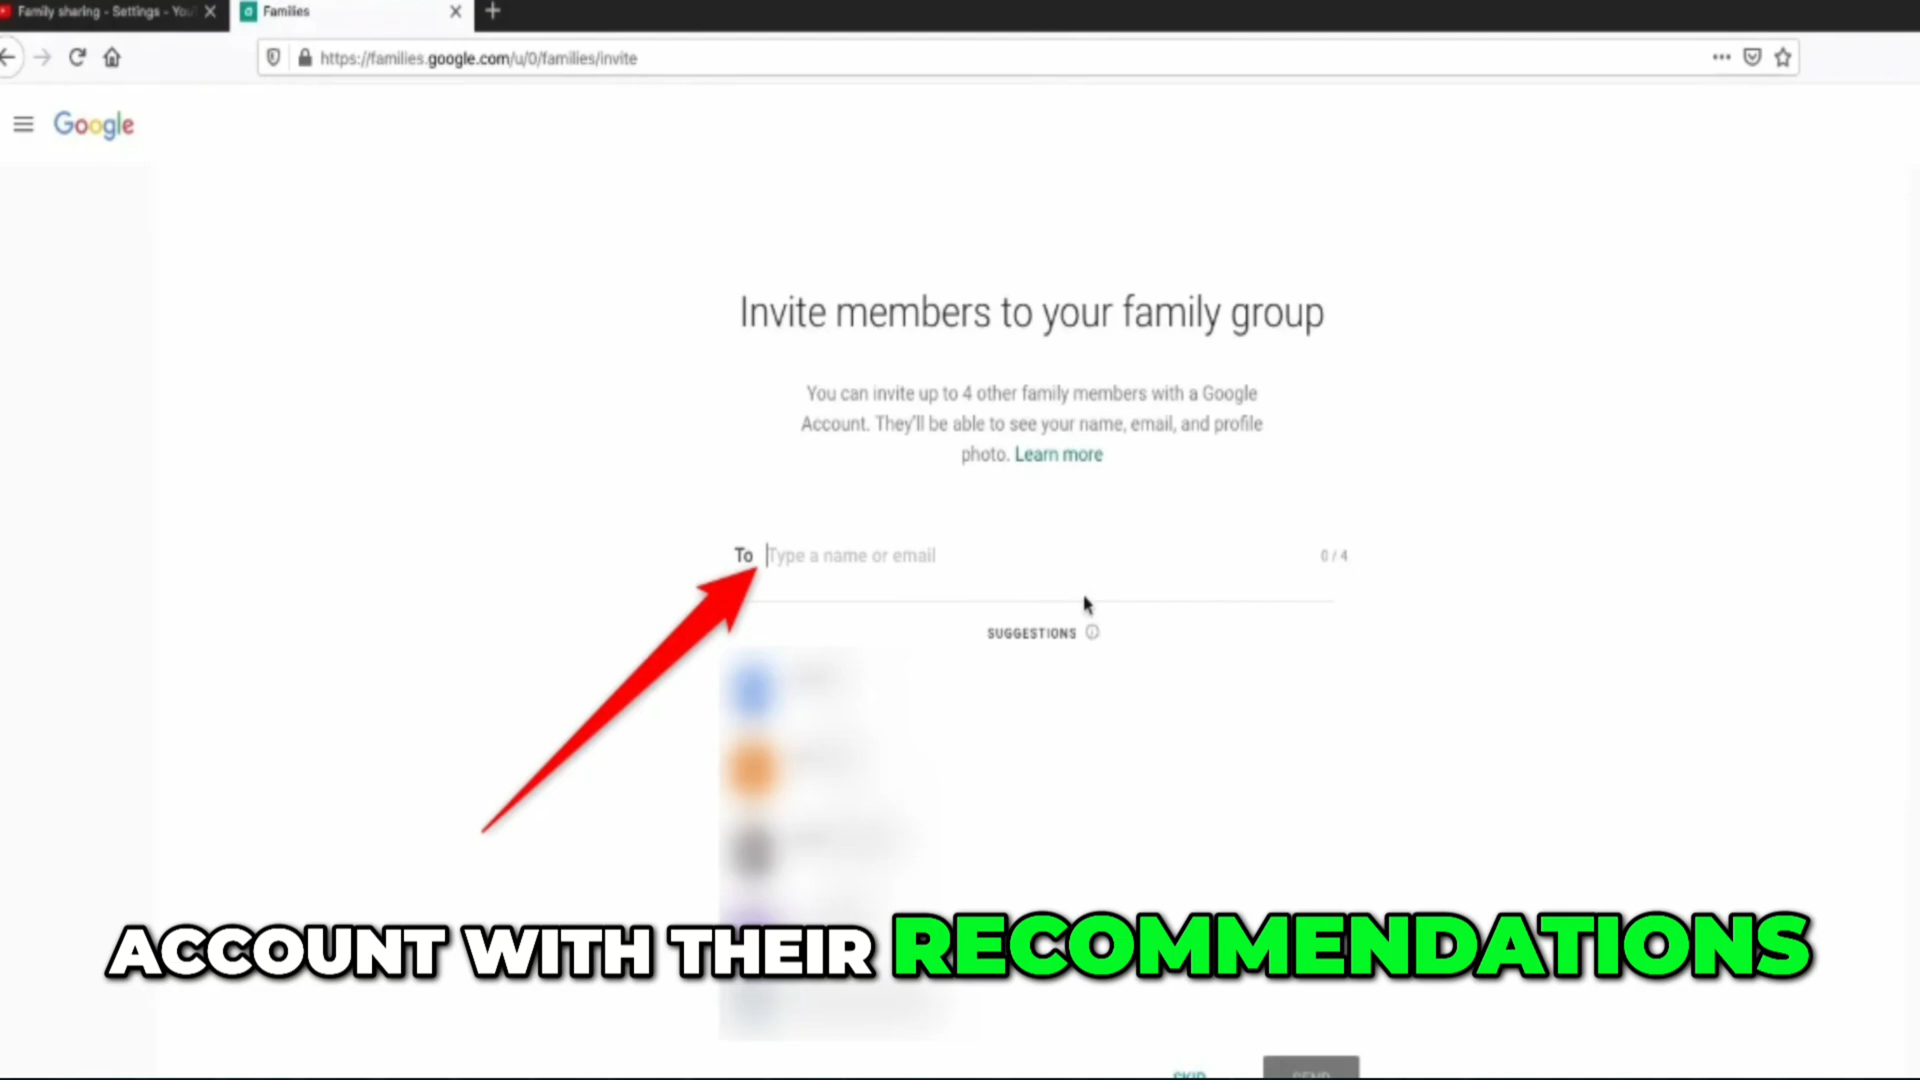 Family sharing - Settings - You
Families
https://families.google.com/u/0/families/invite
Google
Invite members to your family group
You can invite up to 4 other family members with a Google
Account. They'll be able to see your name, email, and profile
photo. Learn more
To Type a name or email 0 / 4
SUGGESTIONS
ACCOUNT WITH THEIR RECOMMENDATIONS
SKIP SEND